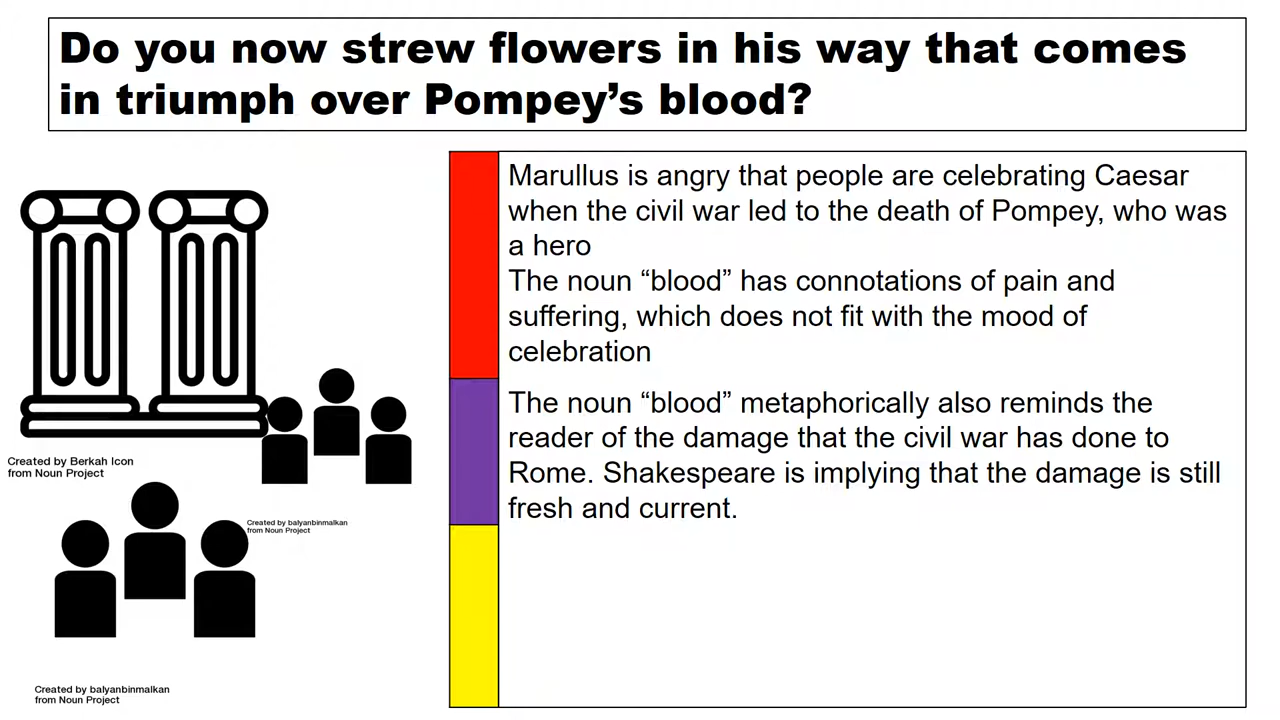 Do you now strew flowers in his way that comes
in triumph over Pompey’s blood?
Marullus is angry that people are celebrating Caesar
when the civil war led to the death of Pompey, who was
a hero
The noun “blood” has connotations of pain and
suffering, which does not fit with the mood of
celebration
The noun “blood” metaphorically also reminds the
reader of the damage that the civil war has done to
Rome. Shakespeare is implying that the damage is still
fresh and current.
Created by Berkah Icon
from Noun Project
Created by balyanbinmalkan
from Noun Project
Created by balyanbinmalkan
from Noun Project